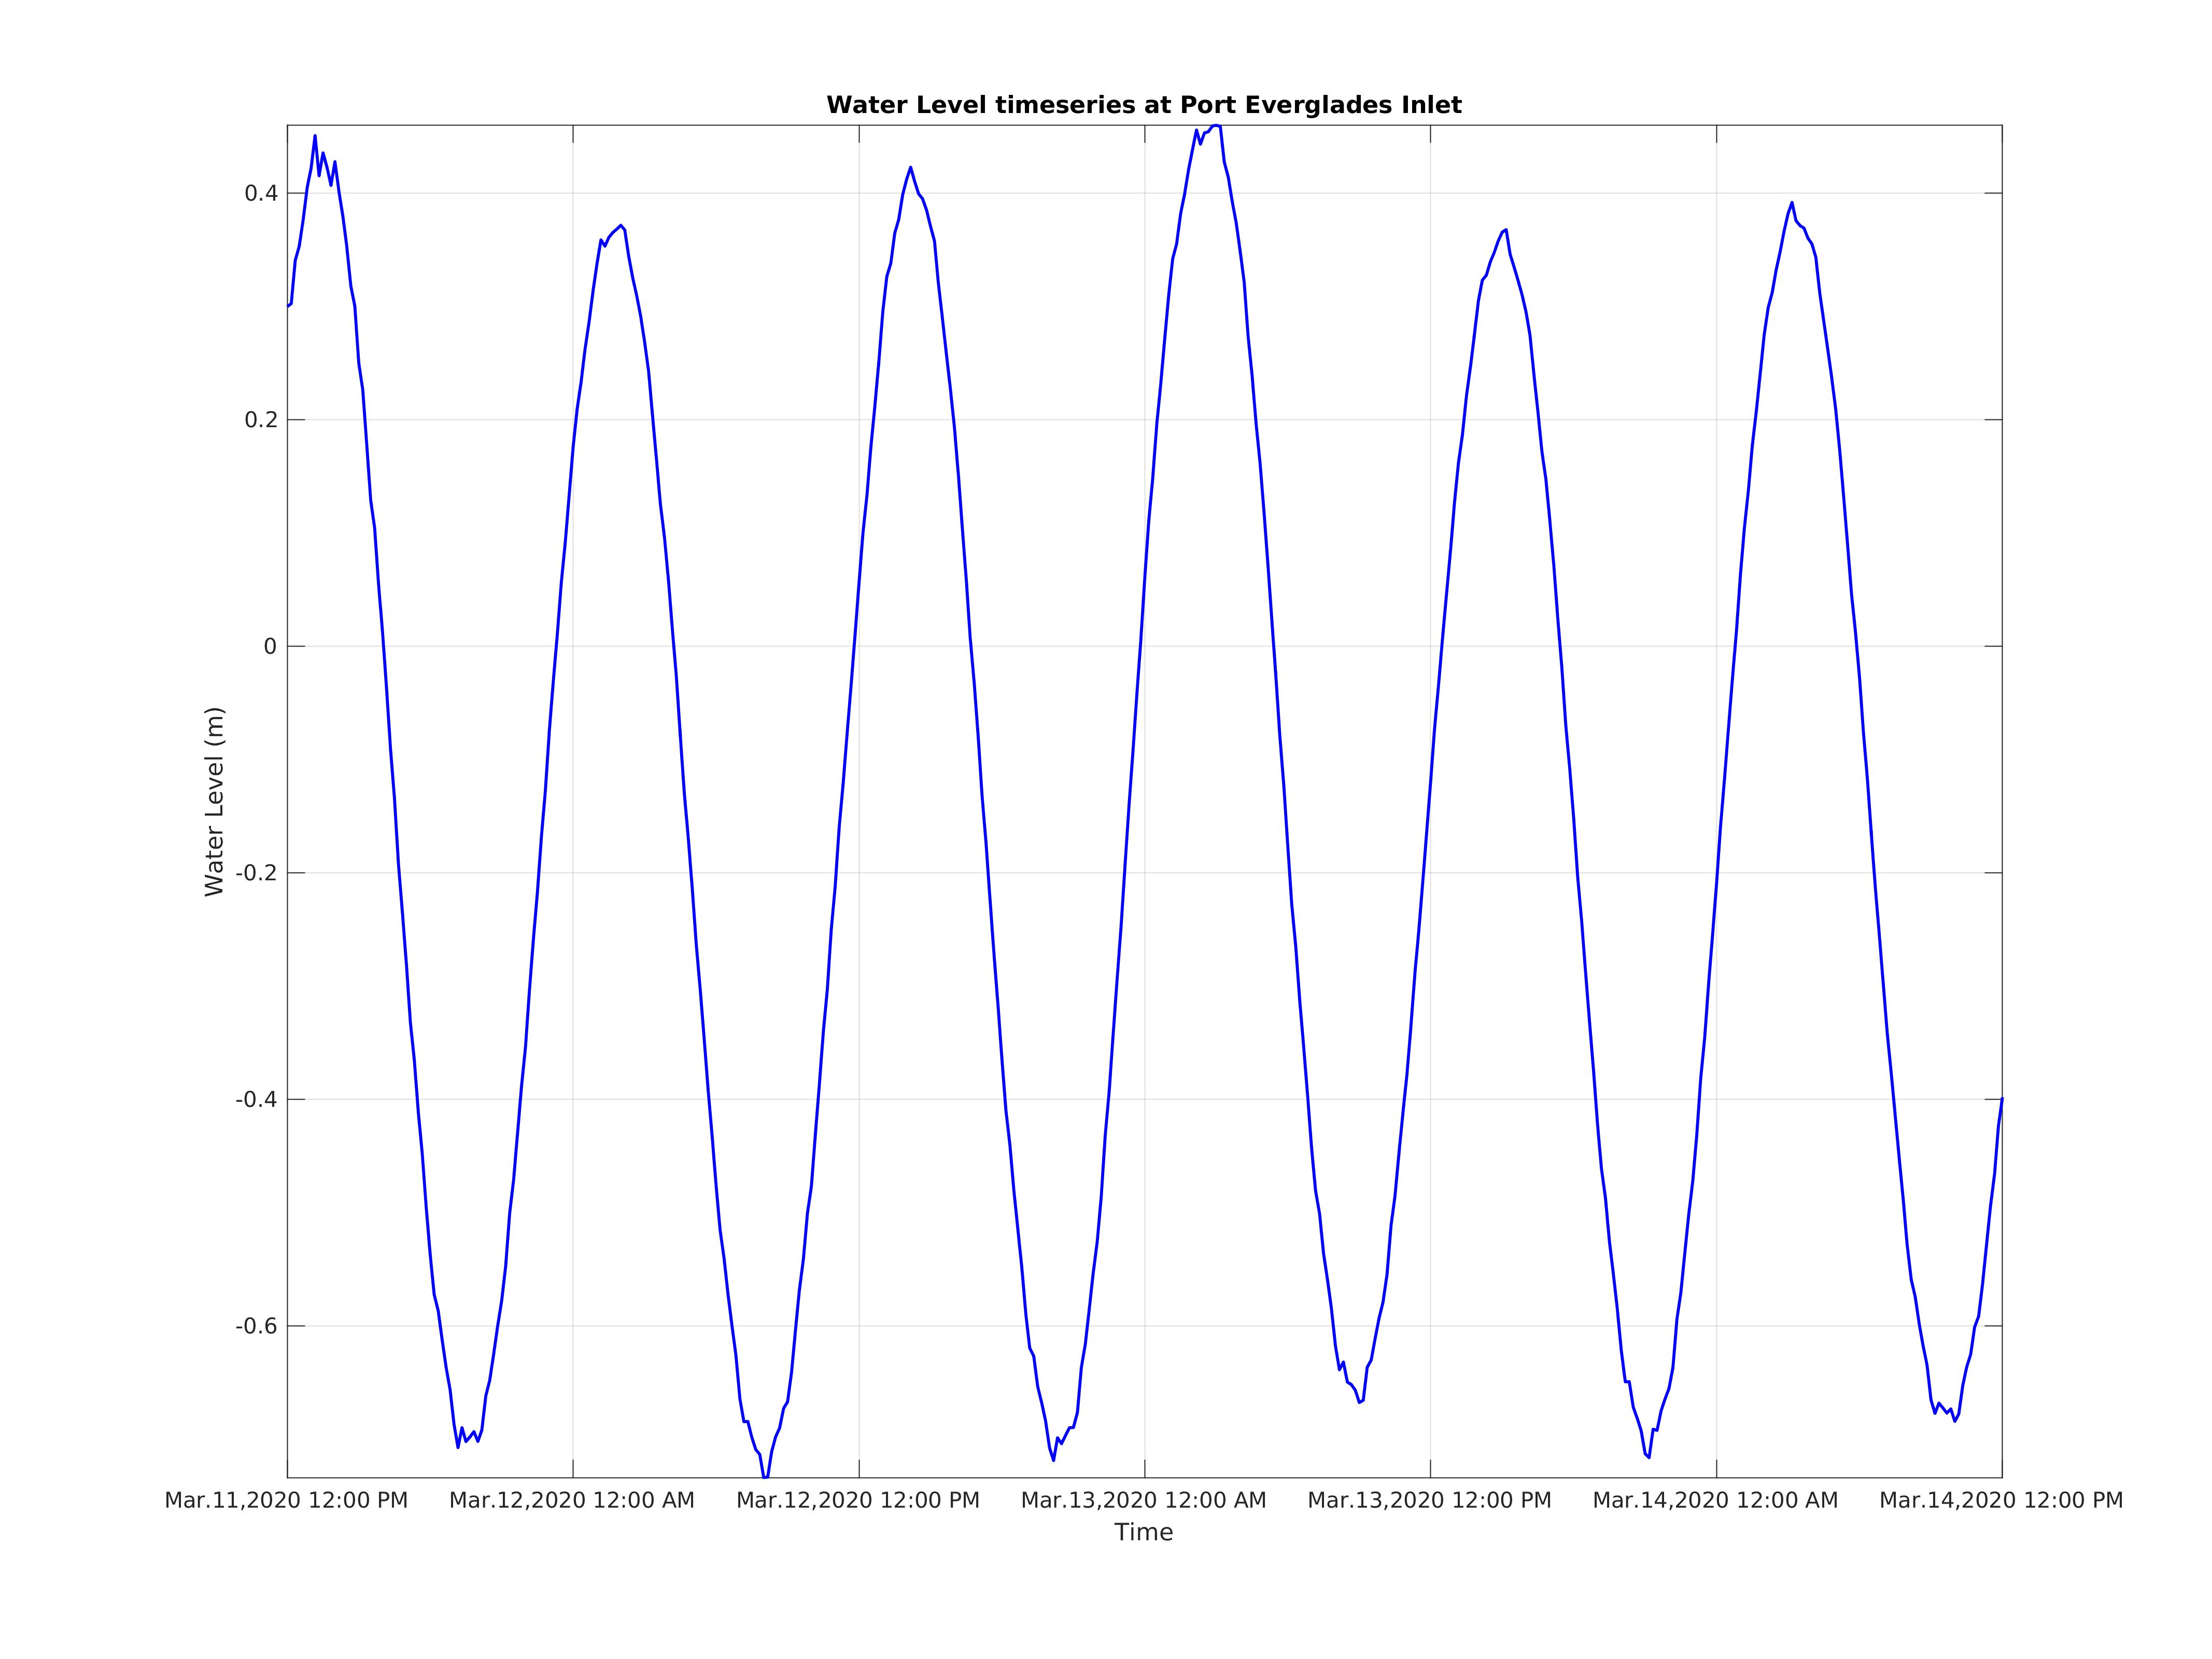 Water Level timeseries at Port Everglades Inlet
0.4
0.2
0
-0.2
-0.4
-0.6
Water Level (m)
Mar.11,2020 12:00 PM Mar.12,2020 12:00 AM Mar.12,2020 12:00 PM Mar.13,2020 12:00 AM Mar.13,2020 12:00 PM Mar.14,2020 12:00 AM Mar.14,2020 12:00 PM
Time